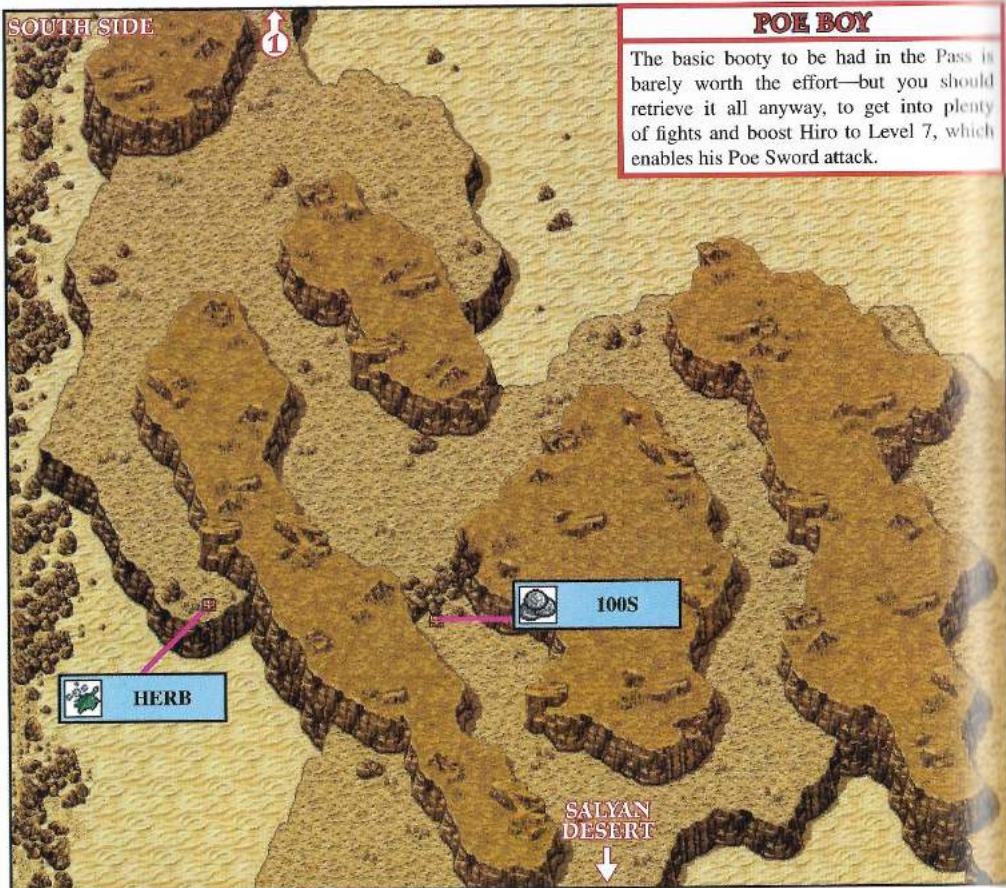 SOUTH SIDE
1
POE BOY
The basic booty to be had in the Pass is
barely worth the effort—but you should
retrieve it all anyway, to get into plenty
of fights and boost Hiro to Level 7, which
enables his Poe Sword attack.
100S
HERB
SALYAN
DESERT